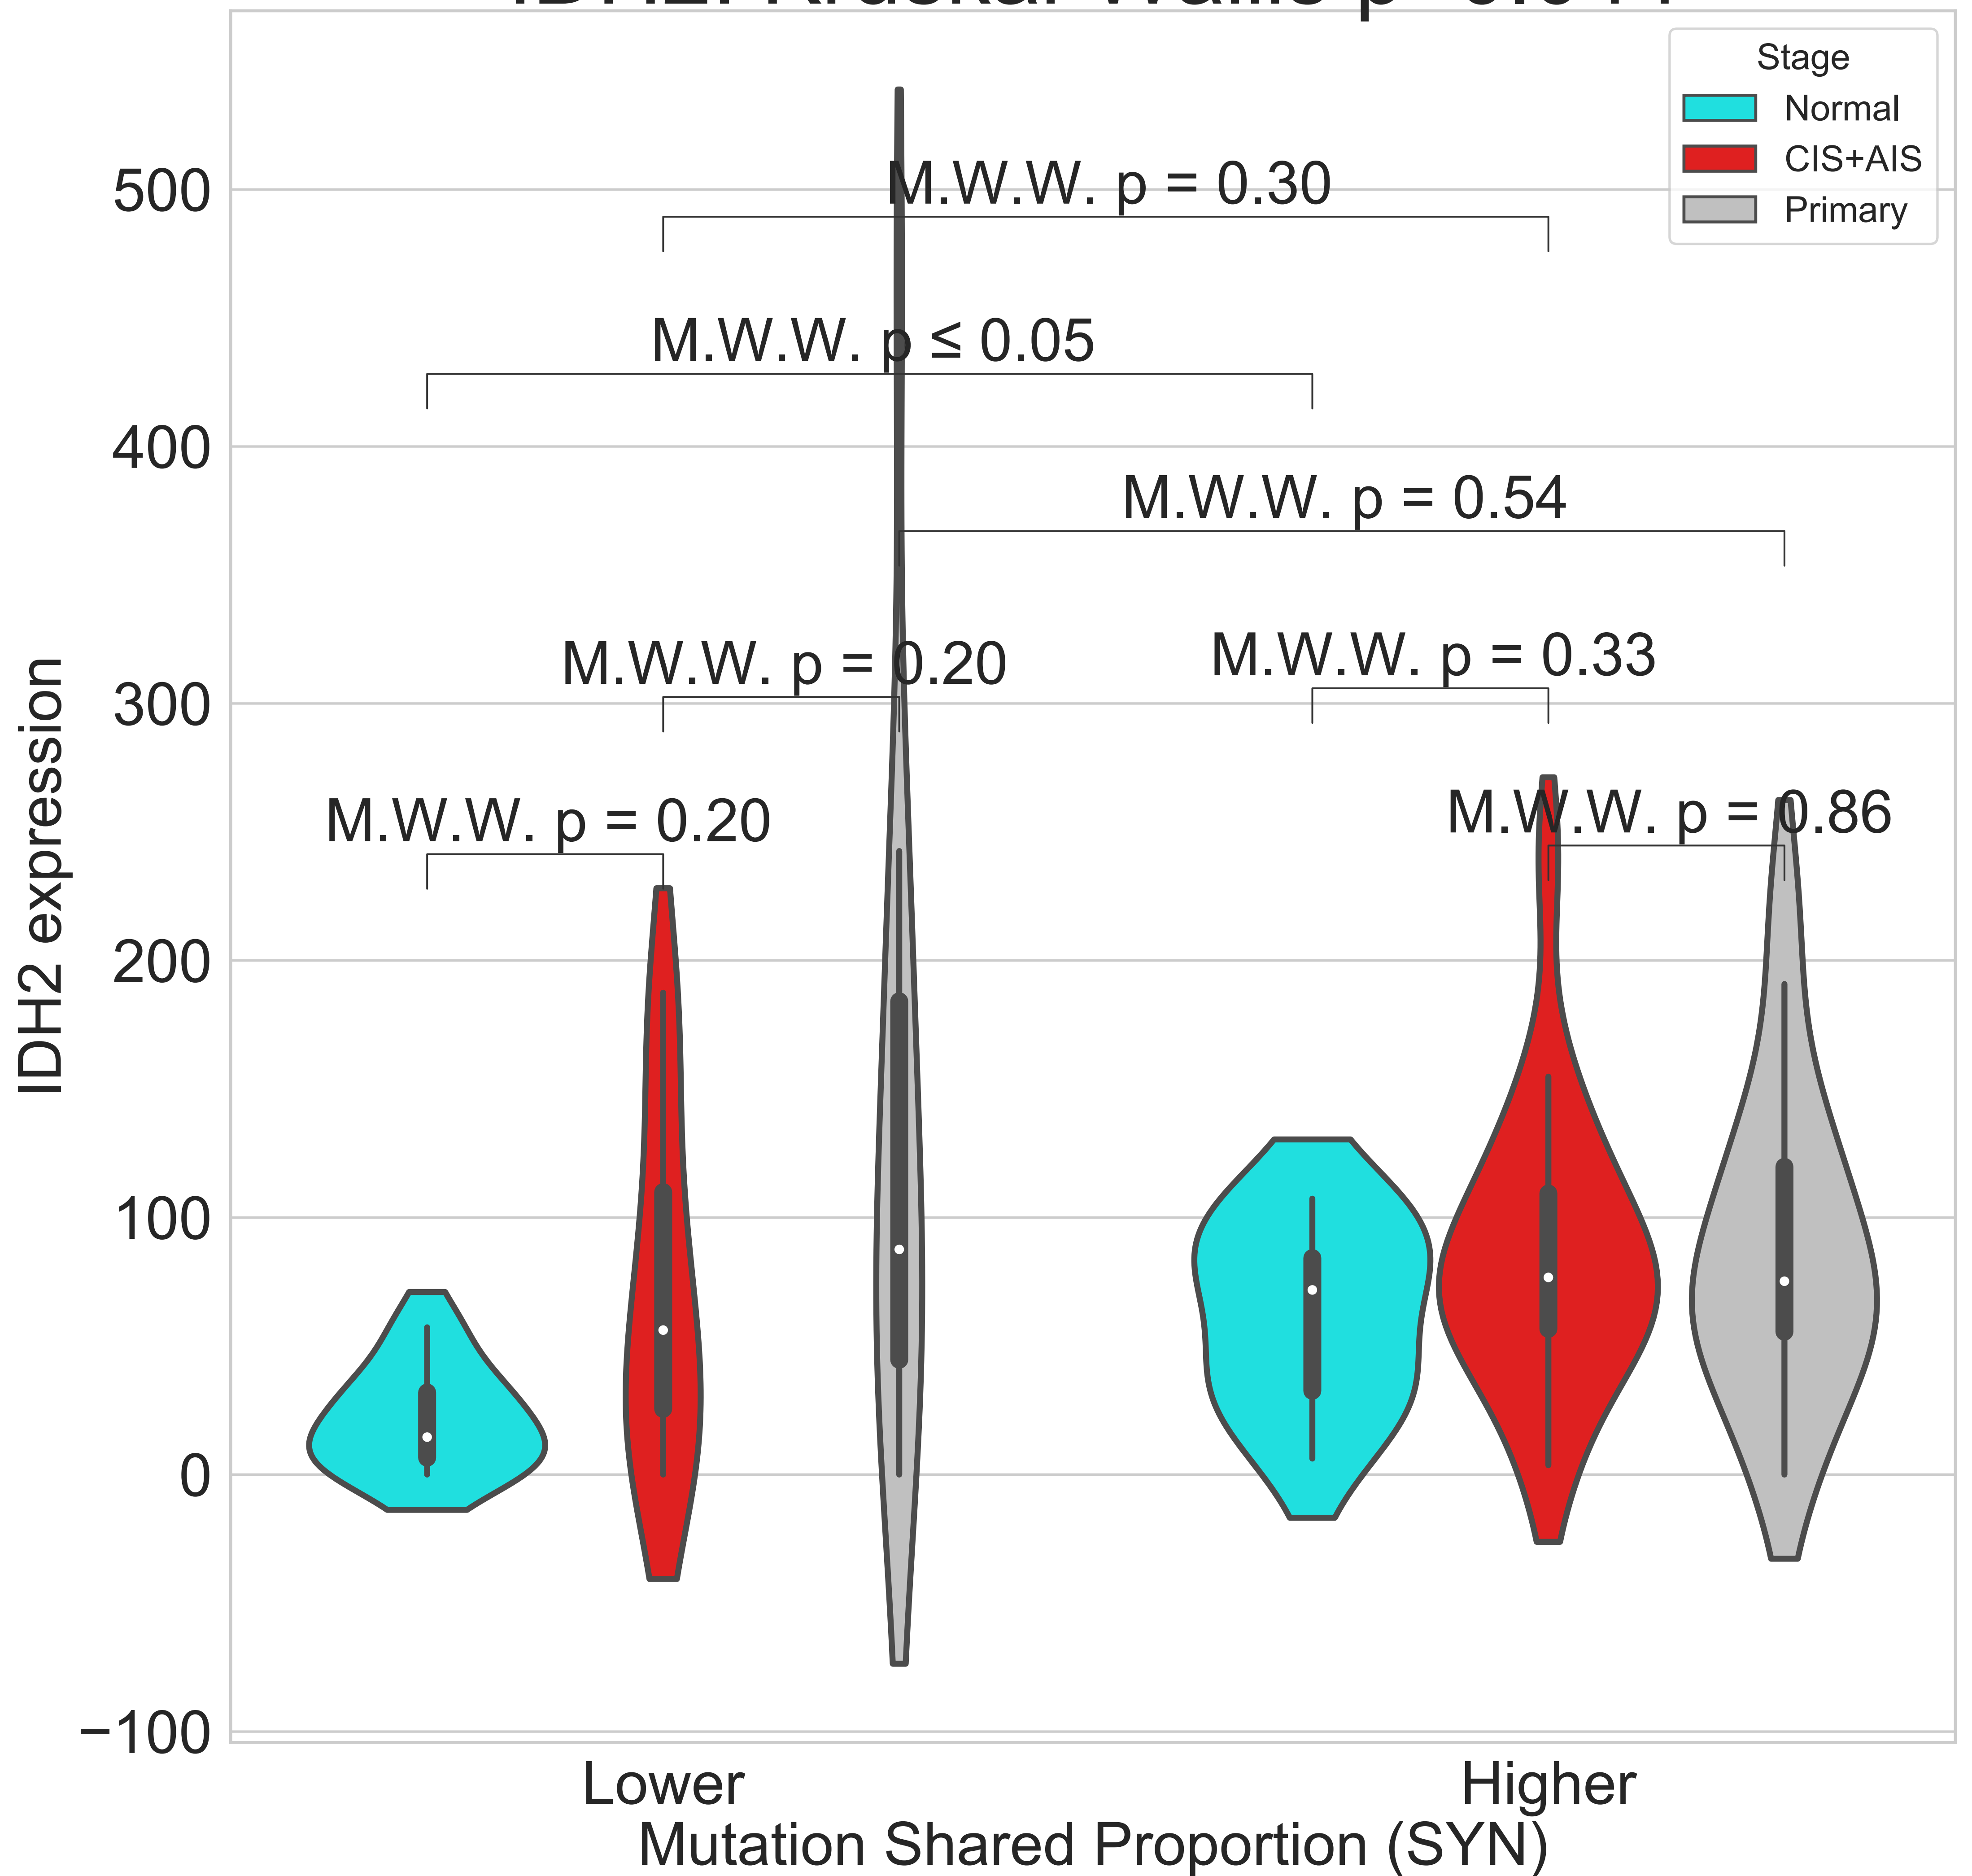 Stage
Normal
CIS+AIS
Primary
M.W.W. p = 0.30
M.W.W. p ≤ 0.05
M.W.W. p = 0.54
M.W.W. p = 0.20
M.W.W. p = 0.33
M.W.W. p = 0.20
M.W.W. p = 0.86
500
400
300
200
100
0
−100
IDH2 expression
Lower
Higher
Mutation Shared Proportion (SYN)